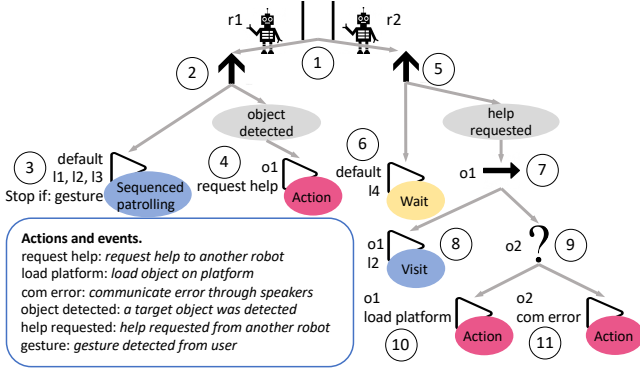 r1
r2
1
2
5
object
detected
help
requested
3
default
l1, l2, l3
Stop if: gesture
Sequenced
patrolling
4
o1
request help
Action
6
default
l4
Wait
o1
7
o1
l2
Visit
8
o2
?
9
o1
load platform
Action
10
o2
com error
Action
11
Actions and events.
request help: request help to another robot
load platform: load object on platform
com error: communicate error through speakers
object detected: a target object was detected
help requested: help requested from another robot
gesture: gesture detected from user